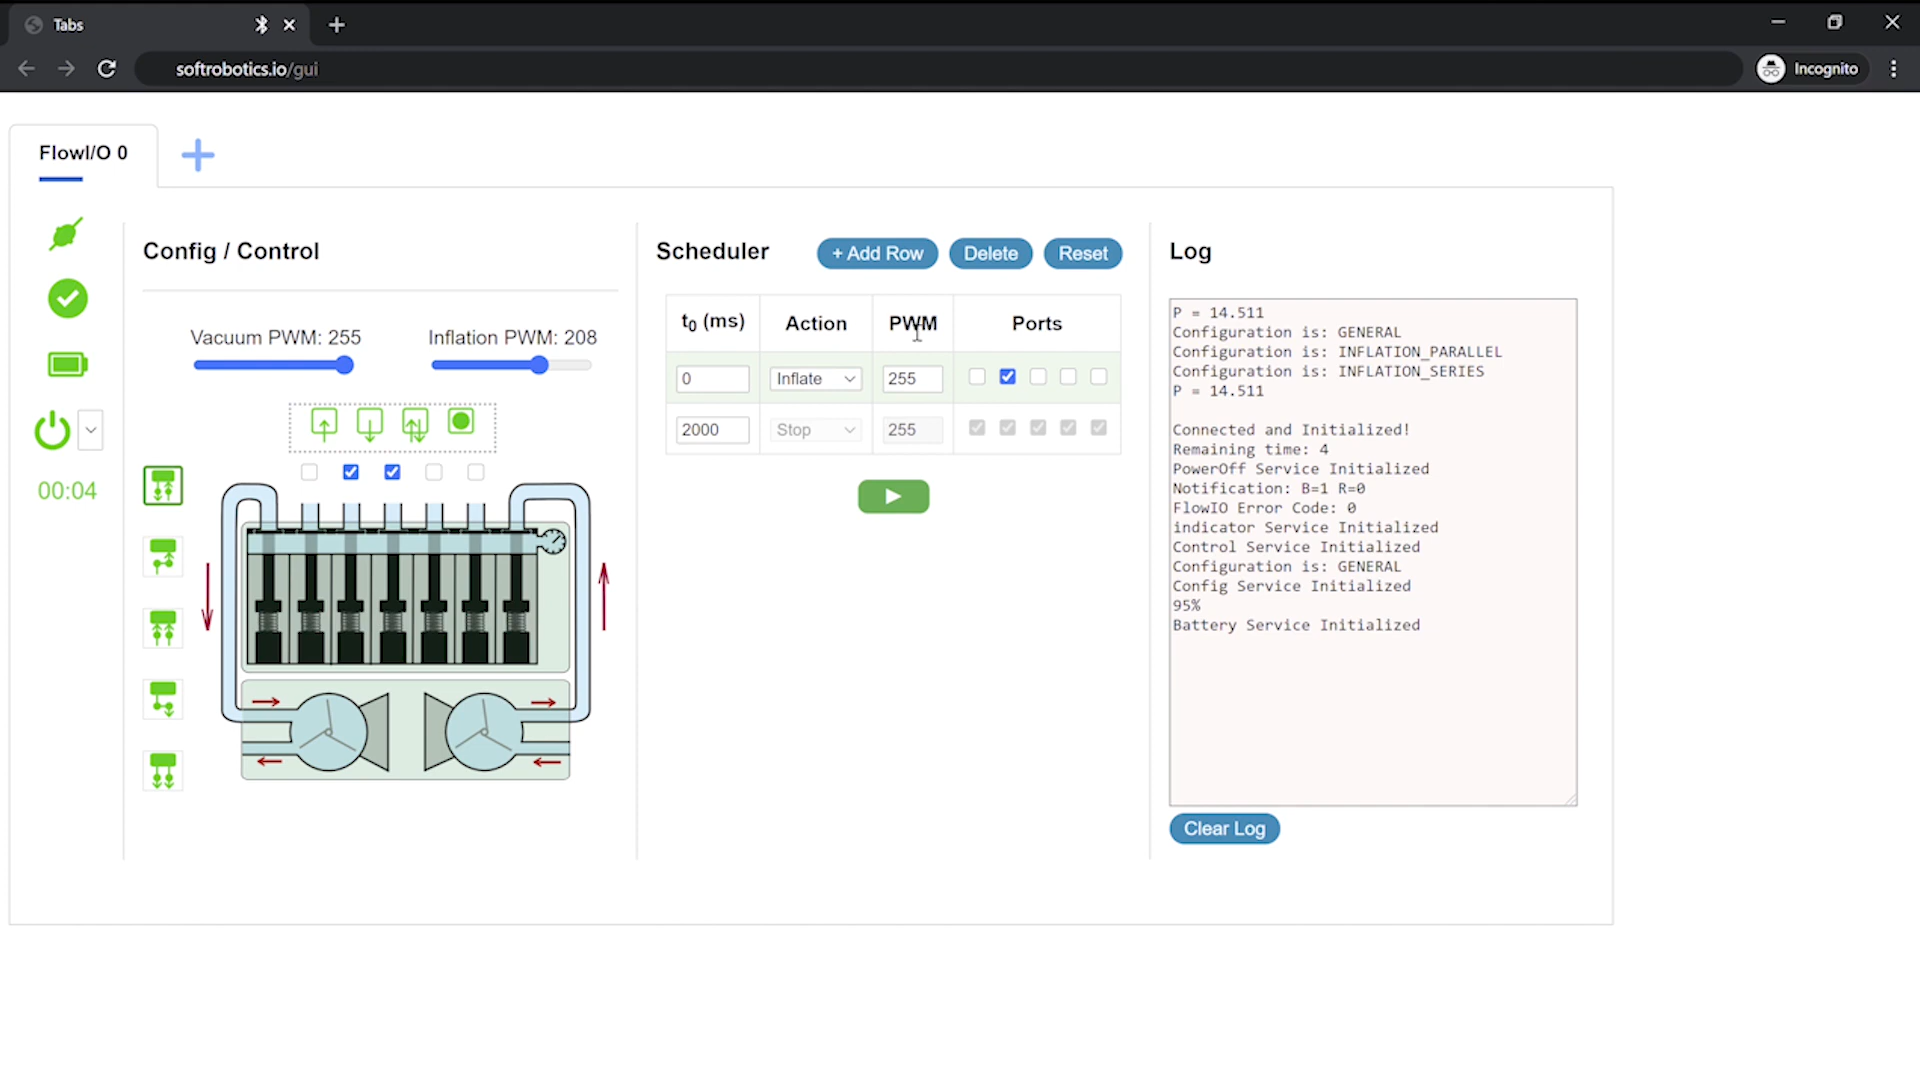 Tabs
softrobotics.io/gui
Incognito
FlowI/O 0
Config / Control
Vacuum PWM: 255
Inflation PWM: 208
00:04
Scheduler
+ Add Row
Delete
Reset
t0 (ms) Action PWM Ports
0 Inflate 255
2000 Stop 255
Log
P = 14.511
Configuration is: GENERAL
Configuration is: INFLATION_PARALLEL
Configuration is: INFLATION_SERIES
P = 14.511
Connected and Initialized!
Remaining time: 4
PowerOff Service Initialized
Notification: B=1 R=0
FlowIO Error Code: 0
indicator Service Initialized
Control Service Initialized
Configuration is: GENERAL
Config Service Initialized
95%
Battery Service Initialized
Clear Log